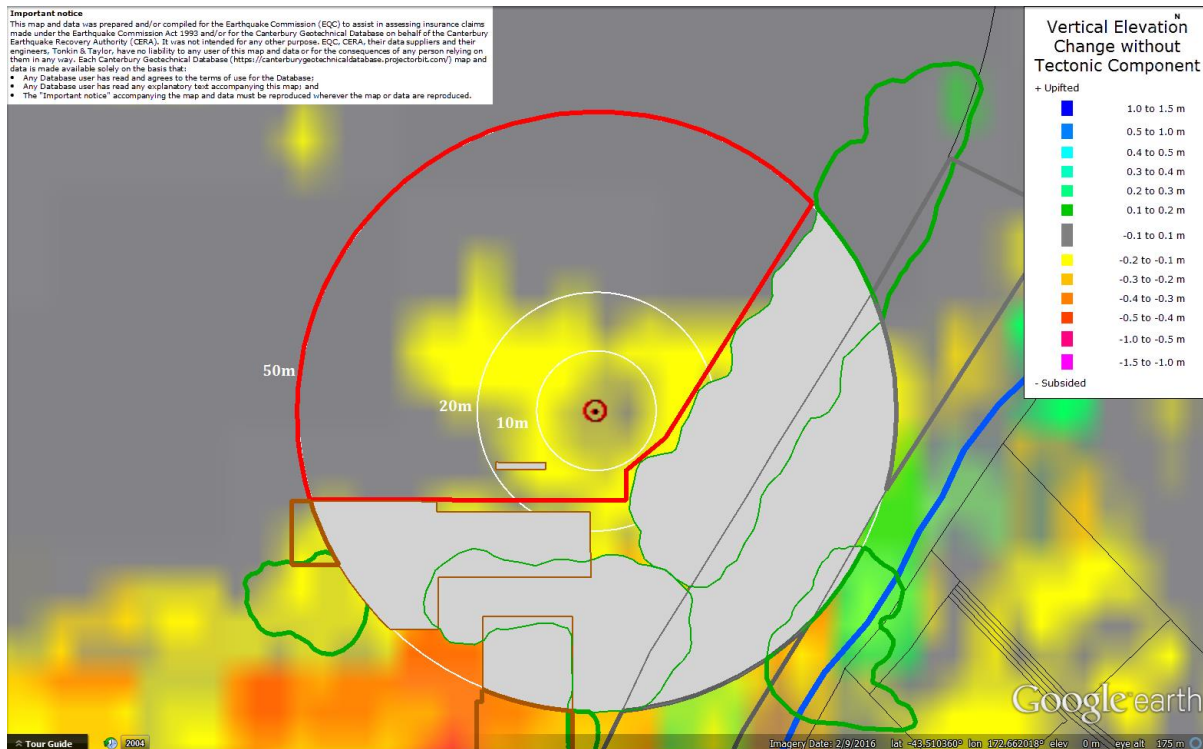 Important notice
This map and data was prepared and/or compiled for the Earthquake Commission (EQC) to assist in assessing insurance claims
made under the Earthquake Commission Act 1993 and/or for the Canterbury Geotechnical Database on behalf of the Canterbury
Earthquake Recovery Authority (CERA). It was not intended for any other purpose. EQC, CERA, their data suppliers and their
engineers, Tonkin & Taylor, have no liability to any user of this map and data or for the consequences of any person relying on
them in any way. Each Canterbury Geotechnical Database (https://canterburygeotechnicaldatabase.projectorbit.com/) map and
data is made available solely on the basis that:
• Any Database user has read and agrees to the terms of use for the Database;
• Any Database user has read any explanatory text accompanying this map; and
• The "Important notice" accompanying the map and data must be reproduced wherever the map or data are reproduced.
N
Vertical Elevation
Change without
Tectonic Component
+ Upifted
1.0 to 1.5 m
0.5 to 1.0 m
0.4 to 0.5 m
0.3 to 0.4 m
0.2 to 0.3 m
0.1 to 0.2 m
-0.1 to 0.1 m
-0.2 to -0.1 m
-0.3 to -0.2 m
-0.4 to -0.3 m
-0.5 to -0.4 m
-1.0 to -0.5 m
-1.5 to -1.0 m
- Subsided
50m
20m
10m
Google earth
Tour Guide
2004
Imagery Date: 2/9/2016 lat -43.510360° lon 172.662018° elev 0 m eye alt 175 m